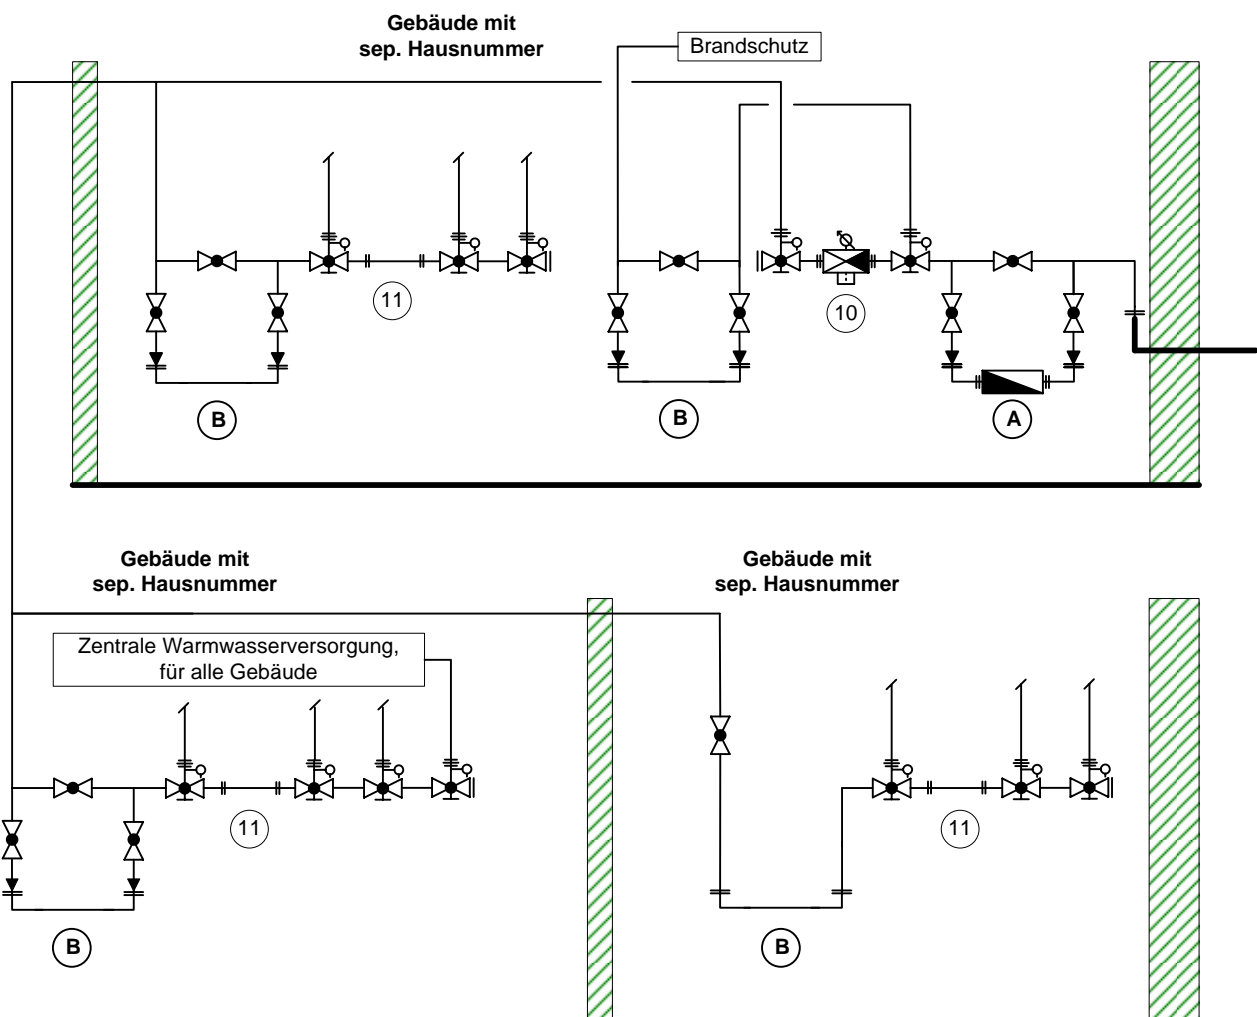 Gebäude mit
sep. Hausnummer
Brandschutz
11
10
B
B
A
Gebäude mit
sep. Hausnummer
Gebäude mit
sep. Hausnummer
Zentrale Warmwasserversorgung,
für alle Gebäude
11
11
B
B